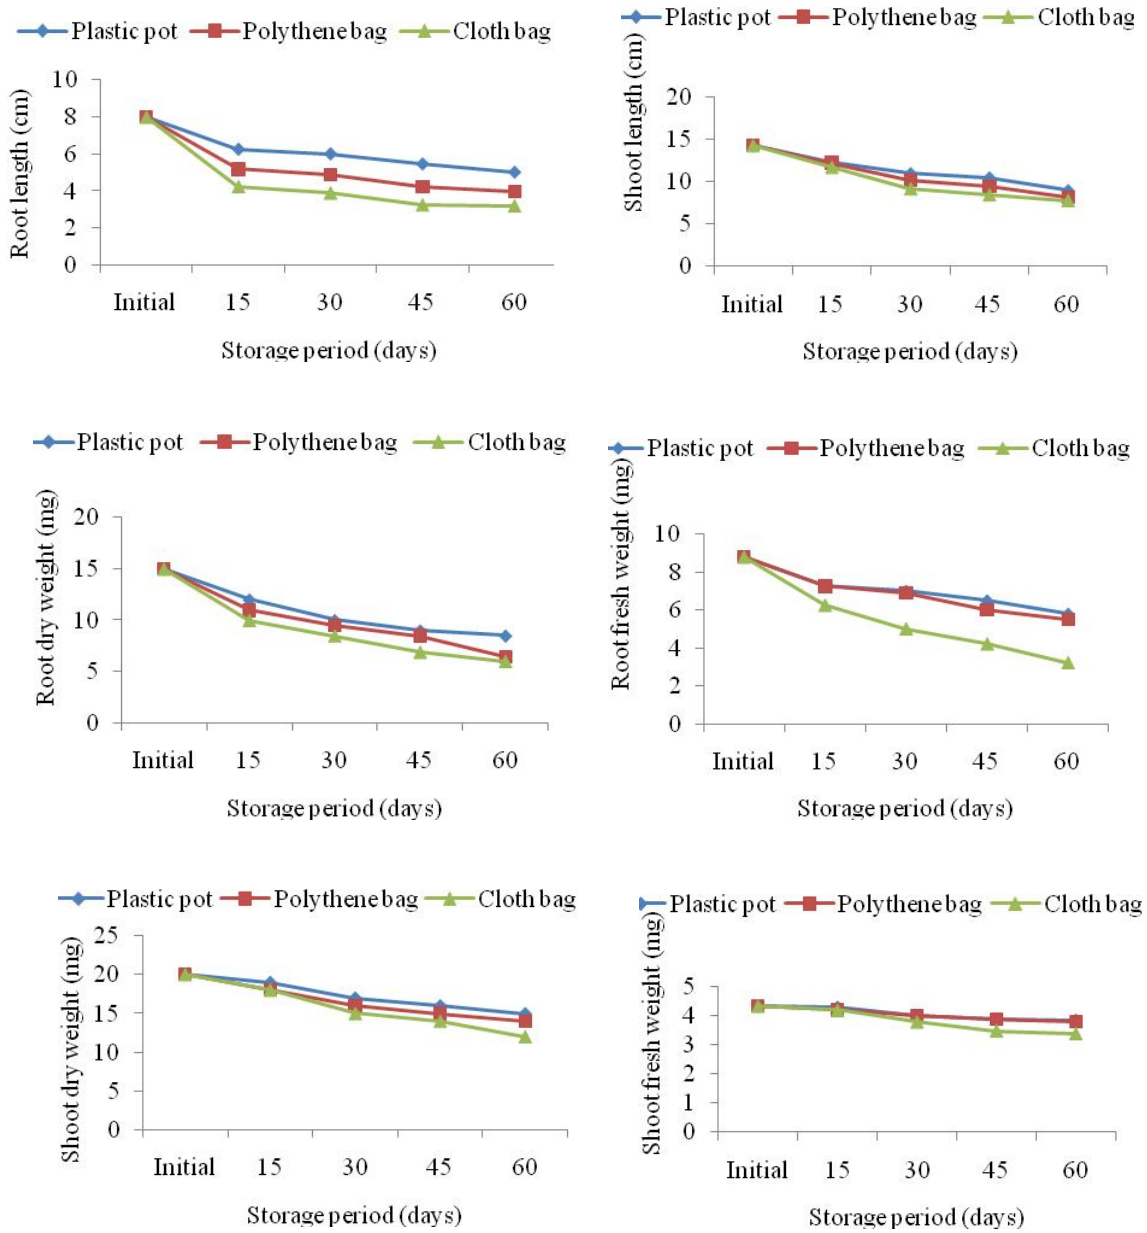 Plastic pot Polythene bag Cloth bag
Root length (cm)
10
8
6
4
2
0
Initial 15 30 45 60
Storage period (days)
Plastic pot Polythene bag Cloth bag
Shoot length (cm)
20
15
10
5
0
Initial 15 30 45 60
Storage period (days)
Plastic pot Polythene bag Cloth bag
Root dry weight (mg)
20
15
10
5
0
Initial 15 30 45 60
Storage period (days)
Plastic pot Polythene bag Cloth bag
Root fresh weight (mg)
10
8
6
4
2
0
Initial 15 30 45 60
Storage period (days)
Plastic pot Polythene bag Cloth bag
Shoot dry weight (mg)
25
20
15
10
5
0
Initial 15 30 45 60
Storage period (days)
Plastic pot Polythene bag Cloth bag
Shoot fresh weight (mg)
5
4
3
2
1
0
Initial 15 30 45 60
Storage period (days)